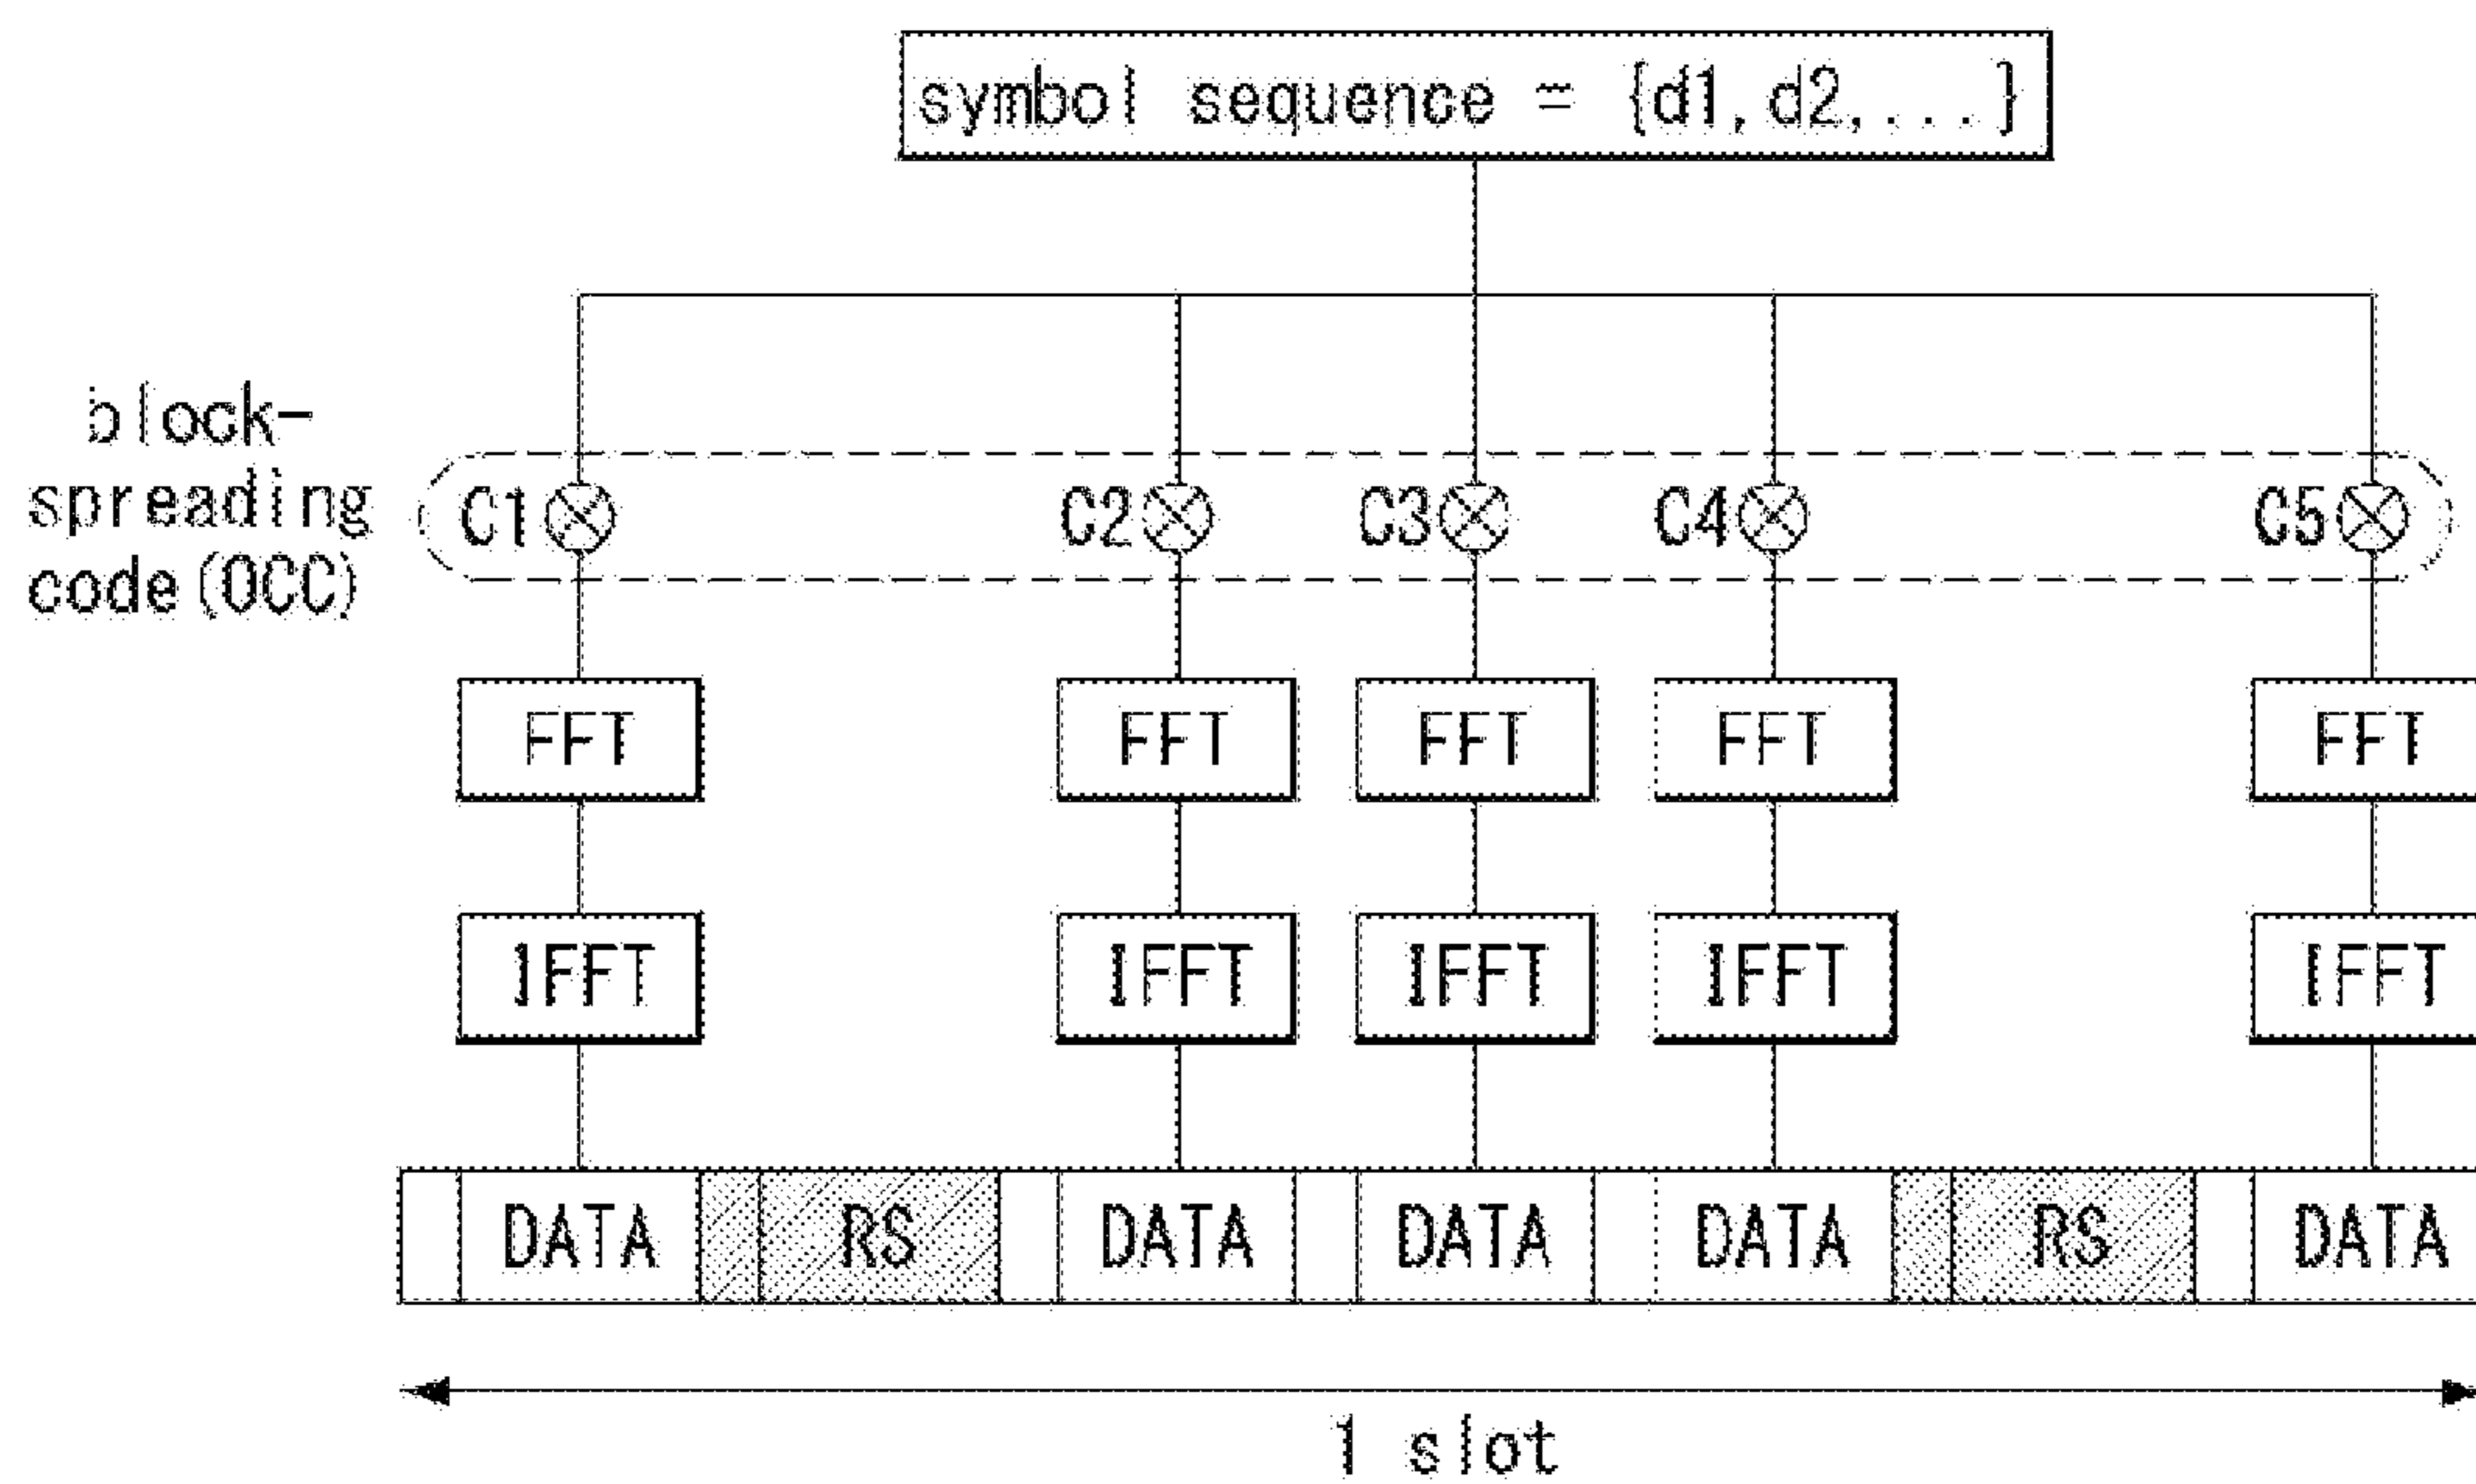 symbol sequence = {d1, d2, ... }
block-
spreading
code (OCC)
C1 C2 C3 C4 C5
FFT FFT FFT FFT FFT
IFFT IFFT IFFT IFFT IFFT
DATA RS DATA DATA DATA RS DATA
1 slot